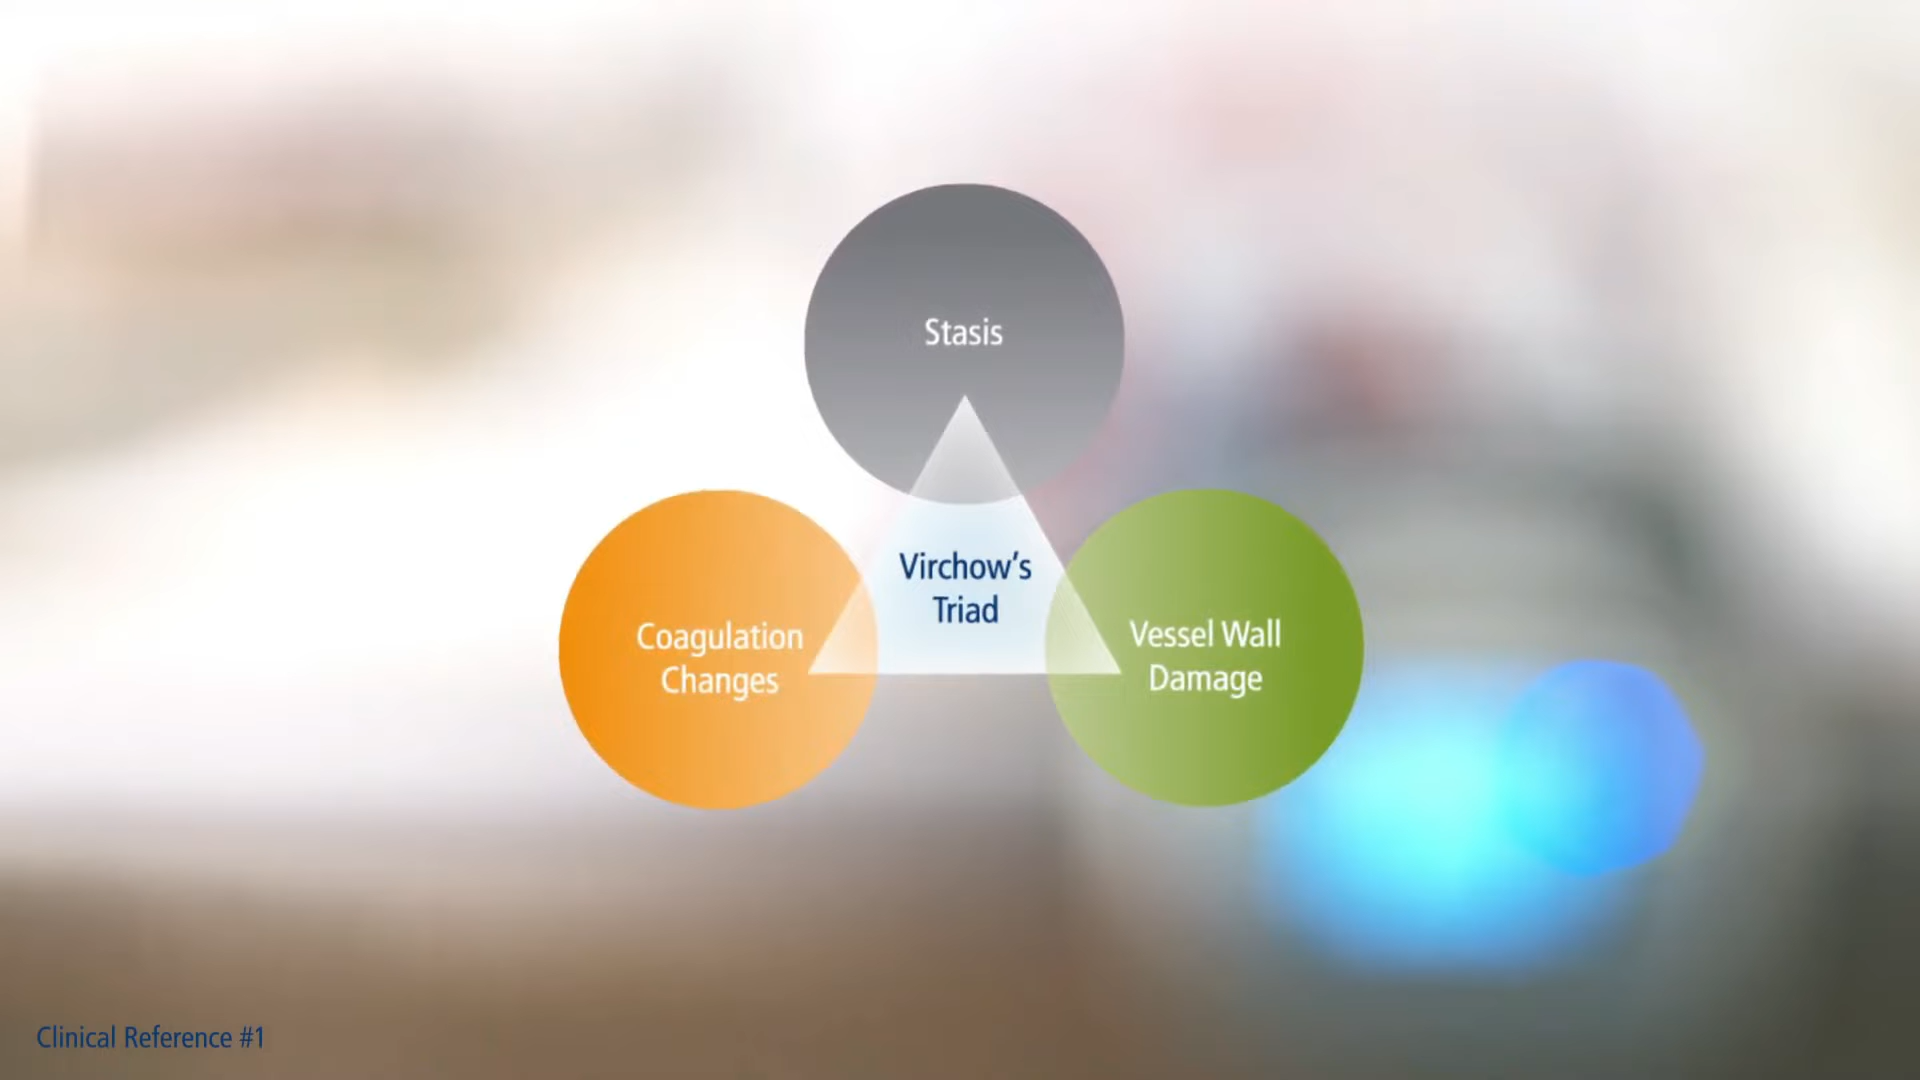 Stasis
Virchow's
Triad
Coagulation
Changes
Vessel Wall
Damage
Clinical Reference #1